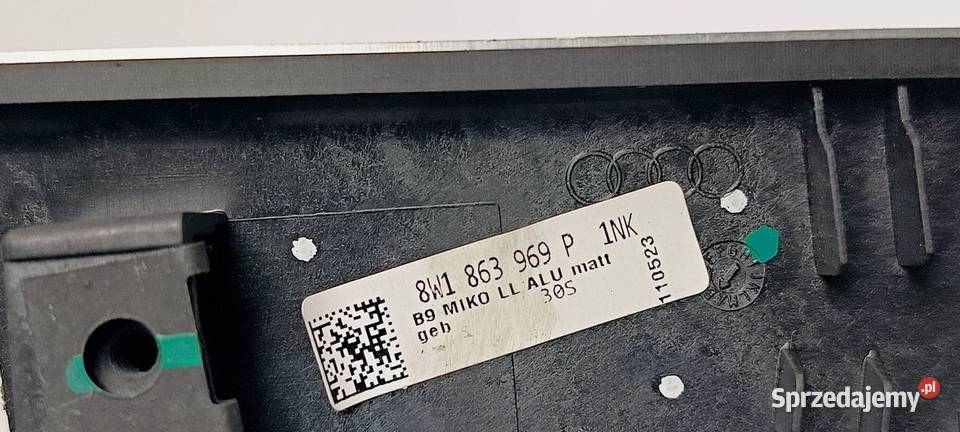 8W1 863 969 P 1NK
B9 MIKO LL ALU matt
geb 30S
110523
Sprzedajemy.pl